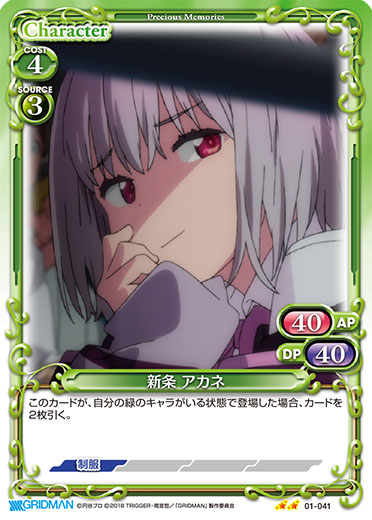 Precious Memories
Character
COST
4
SOURCE
3
40 AP
DP 40
新条 アカネ
このカードが、自分の緑のキャラがいる状態で登場した場合、カードを
2枚引く。
制服
GRIDMAN ©円谷プロ ©2018 TRIGGER・雨宮哲/「GRIDMAN」製作委員会 01-041